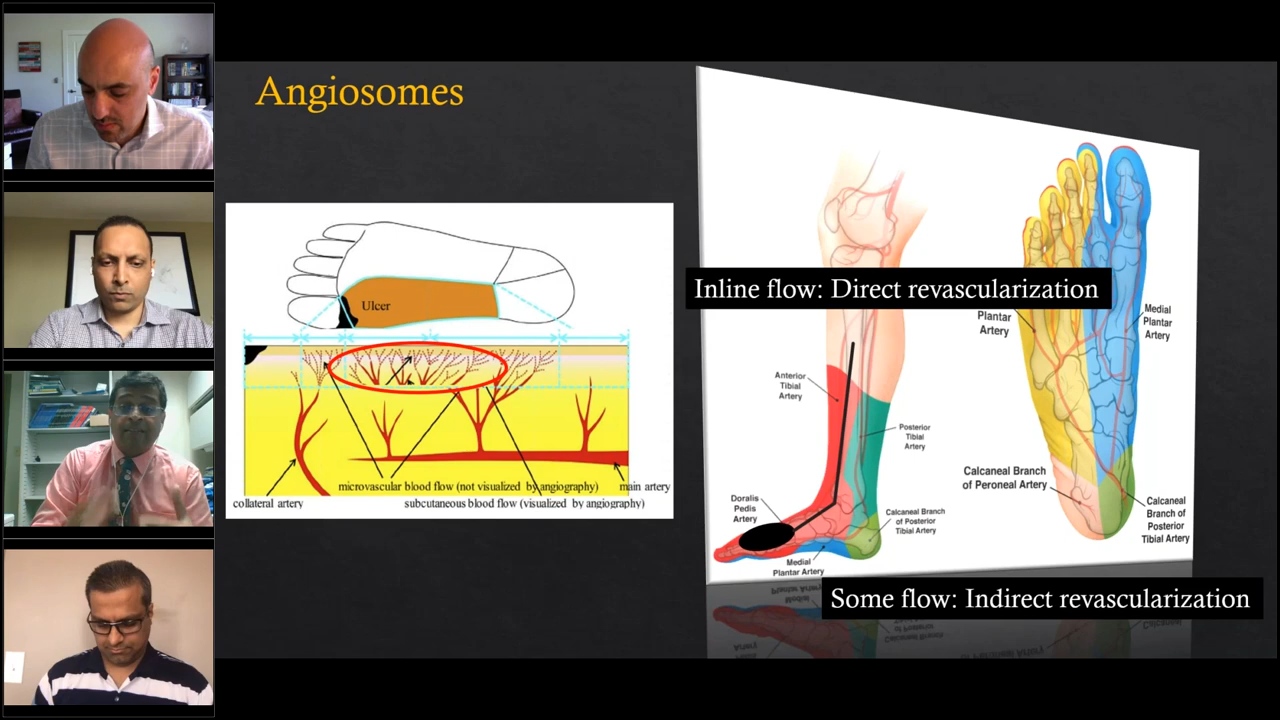 Angiosomes
Ulcer
microvascular blood flow (not visualized by angiography)
main artery
collateral artery
subcutaneous blood flow (visualized by angiography)
Inline flow: Direct revascularization
Plantar
Artery
Medial
Plantar
Artery
Anterior
Tibial
Artery
Posterior
Tibial
Artery
Calcaneal Branch
of Peroneal Artery
Doralis
Pedis
Artery
Calcaneal Branch
of Posterior
Tibial Artery
Calcaneal
Branch of
Posterior
Tibial Artery
Medial
Plantar Artery
Some flow: Indirect revascularization